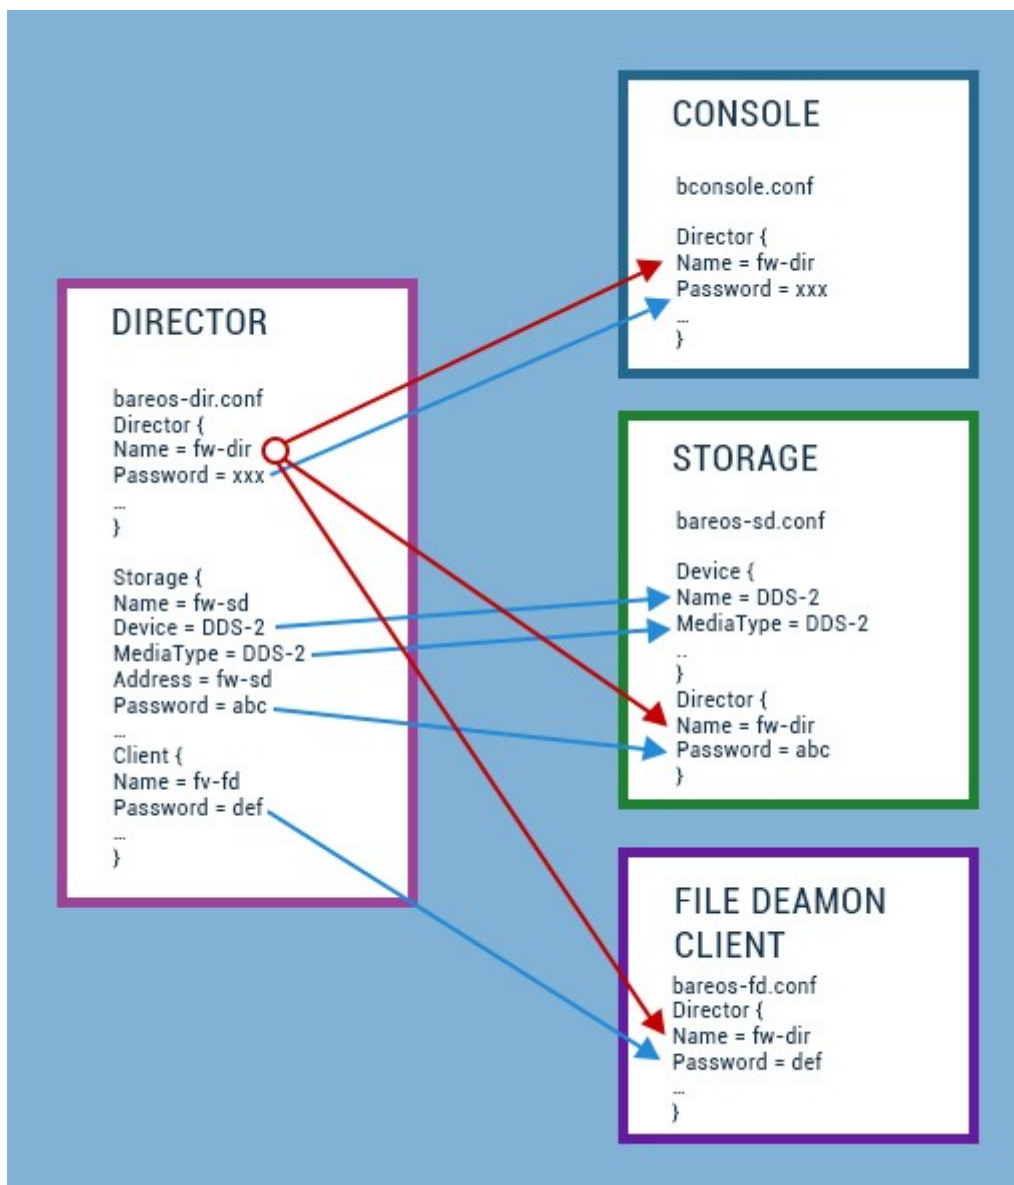 DIRECTOR
bareos-dir.conf
Director {
Name = fw-dir
Password = xxx
...
}
Storage {
Name = fw-sd
Device = DDS-2
MediaType = DDS-2
Address = fw-sd
Password = abc
...
Client {
Name = fv-fd
Password = def
...
}
CONSOLE
bconsole.conf
Director {
Name = fw-dir
Password = xxx
...
}
STORAGE
bareos-sd.conf
Device {
Name = DDS-2
MediaType = DDS-2
..
}
Director {
Name = fw-dir
Password = abc
}
FILE DEAMON
CLIENT
bareos-fd.conf
Director {
Name = fw-dir
Password = def
...
}